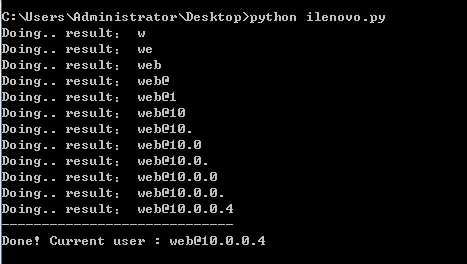 C:\Users\Administrator\Desktop>python ilenovo.py
Doing.. result： w
Doing.. result： we
Doing.. result： web
Doing.. result： web@
Doing.. result： web@1
Doing.. result： web@10
Doing.. result： web@10.
Doing.. result： web@10.0
Doing.. result： web@10.0.
Doing.. result： web@10.0.0
Doing.. result： web@10.0.0.
Doing.. result： web@10.0.0.4
-----------------------------
Done! Current user : web@10.0.0.4